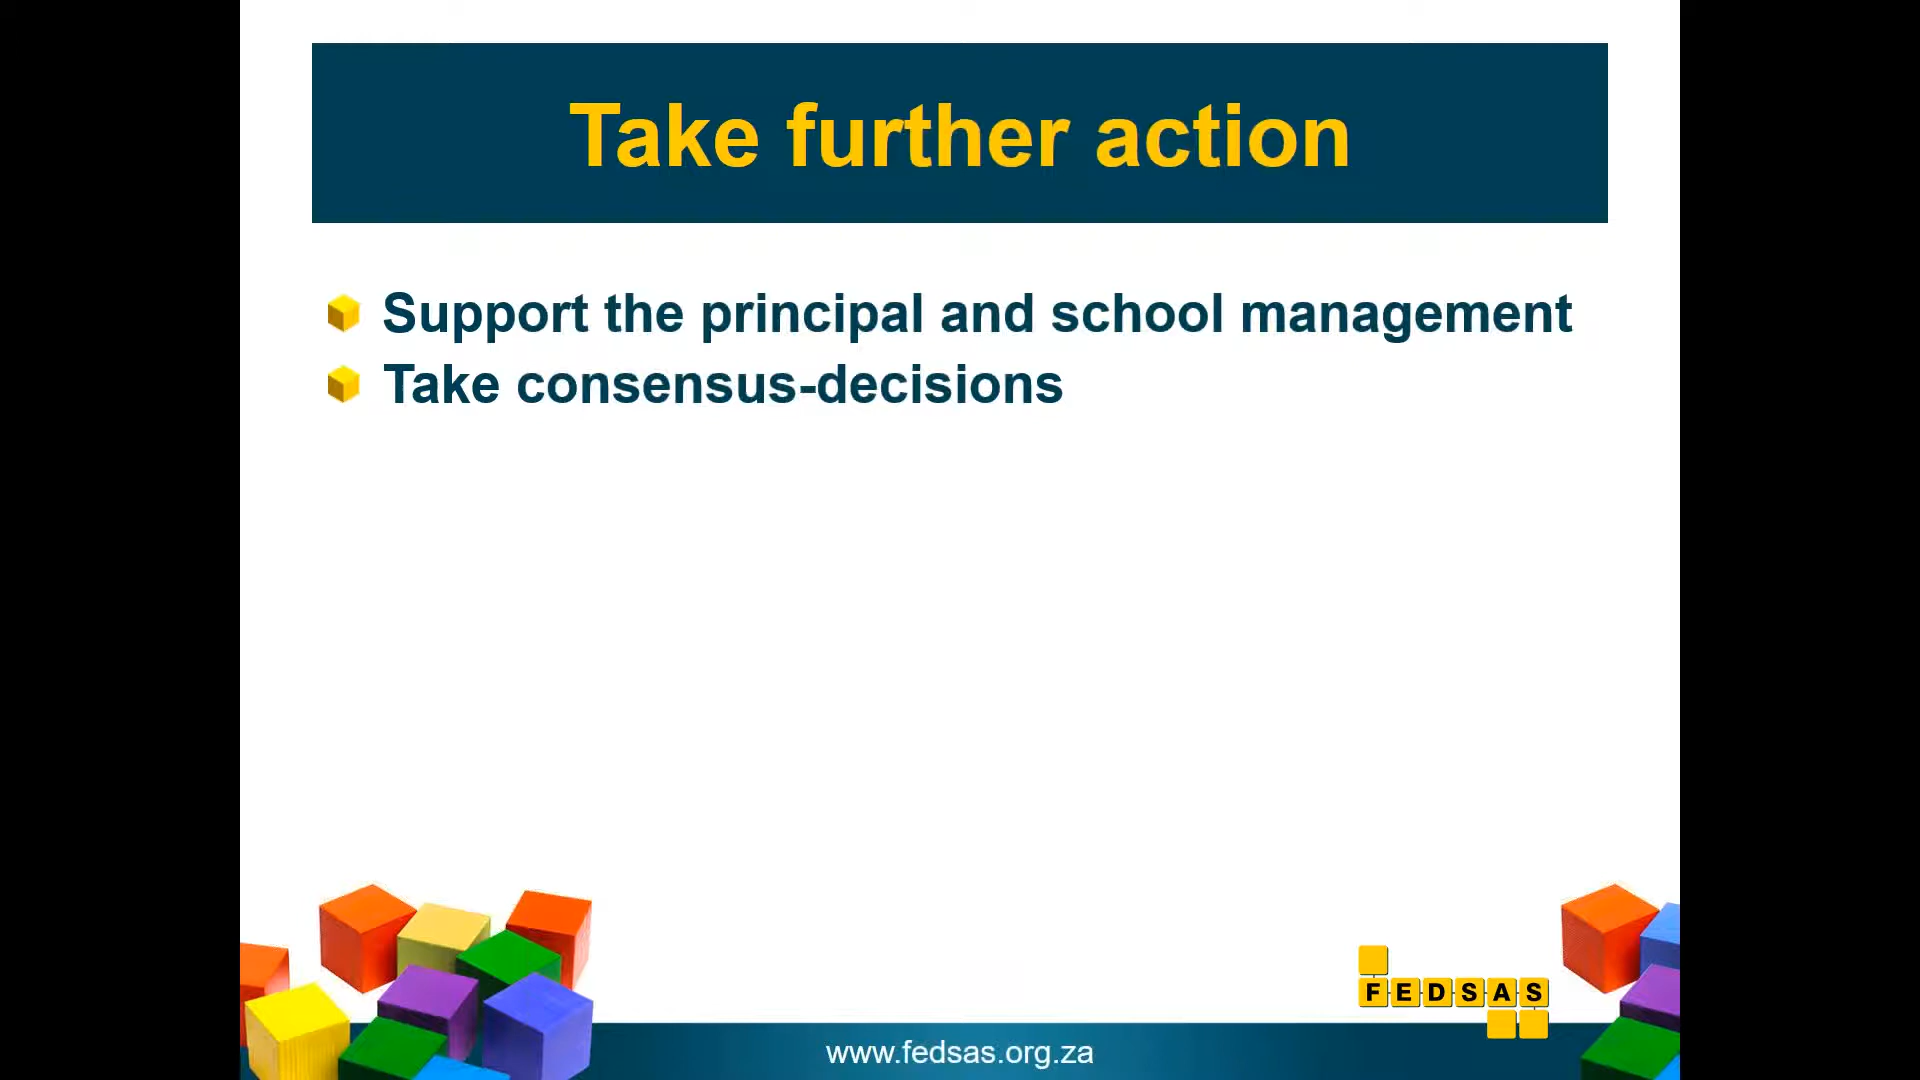 Take further action
Support the principal and school management
Take consensus-decisions
FEDSAS
www.fedsas.org.za